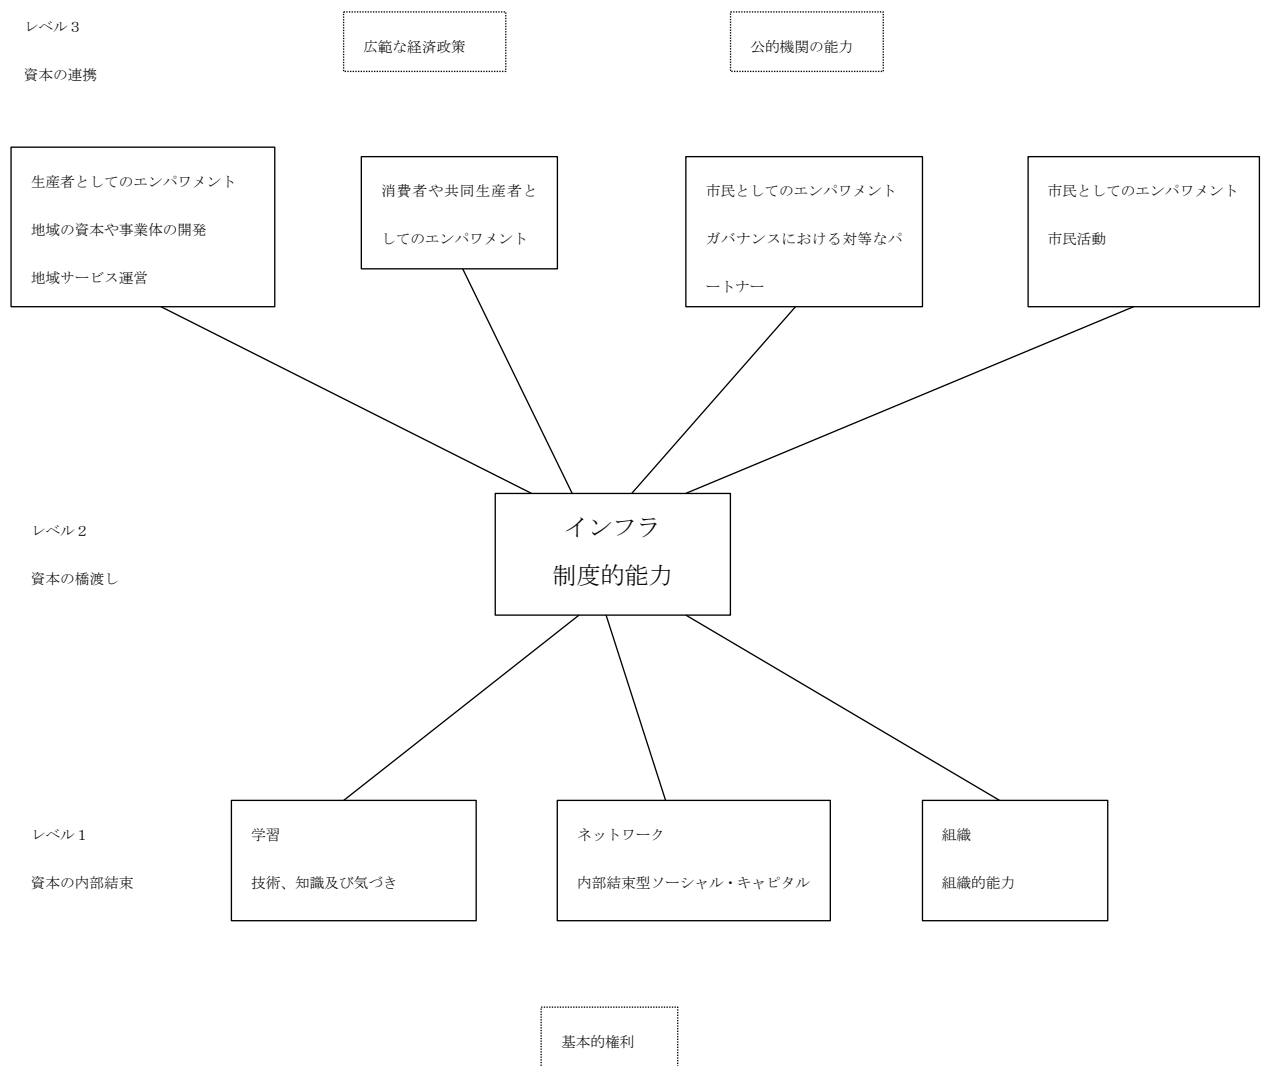 レベル3
資本の連携
広範な経済政策
公的機関の能力
生産者としてのエンパワメント
地域の資本や事業体の開発
地域サービス運営
消費者や共同生産者と
してのエンパワメント
市民としてのエンパワメント
ガバナンスにおける対等なパ
ートナー
市民としてのエンパワメント
市民活動
レベル2
資本の橋渡し
インフラ
制度的能力
レベル1
資本の内部結束
学習
技術、知識及び気づき
ネットワーク
内部結束型ソーシャル・キャピタル
組織
組織的能力
基本的権利